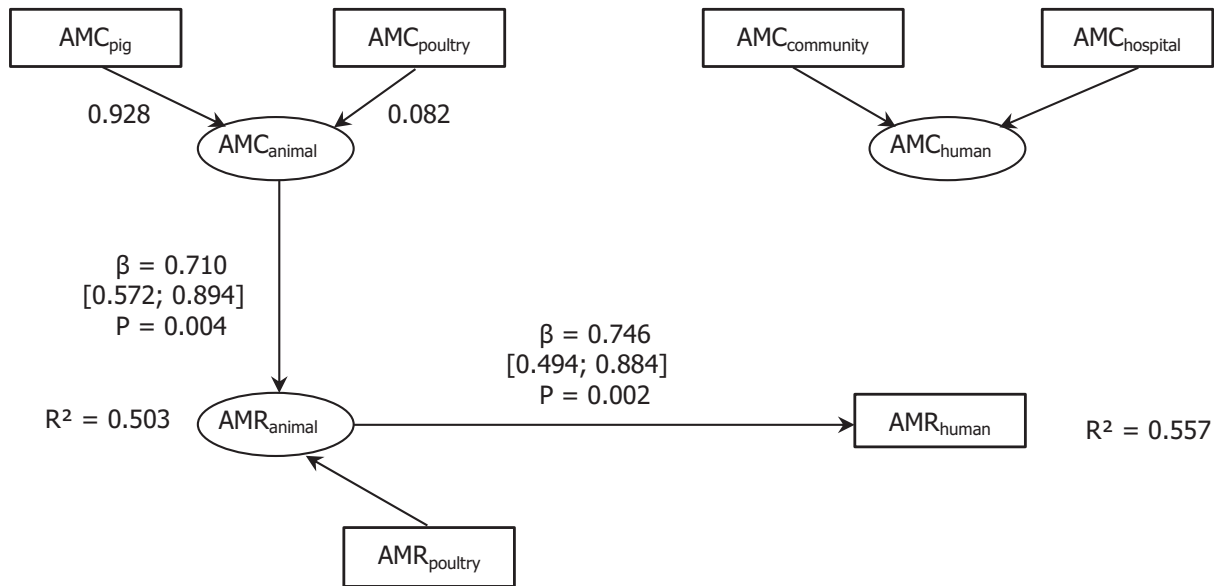 AMCpig
AMCpoultry
AMCcommunity
AMChospital
0.928
0.082
AMCanimal
AMChuman
β = 0.710
[0.572; 0.894]
P = 0.004
β = 0.746
[0.494; 0.884]
P = 0.002
R² = 0.503
AMRanimal
AMRhuman
R² = 0.557
AMRpoultry